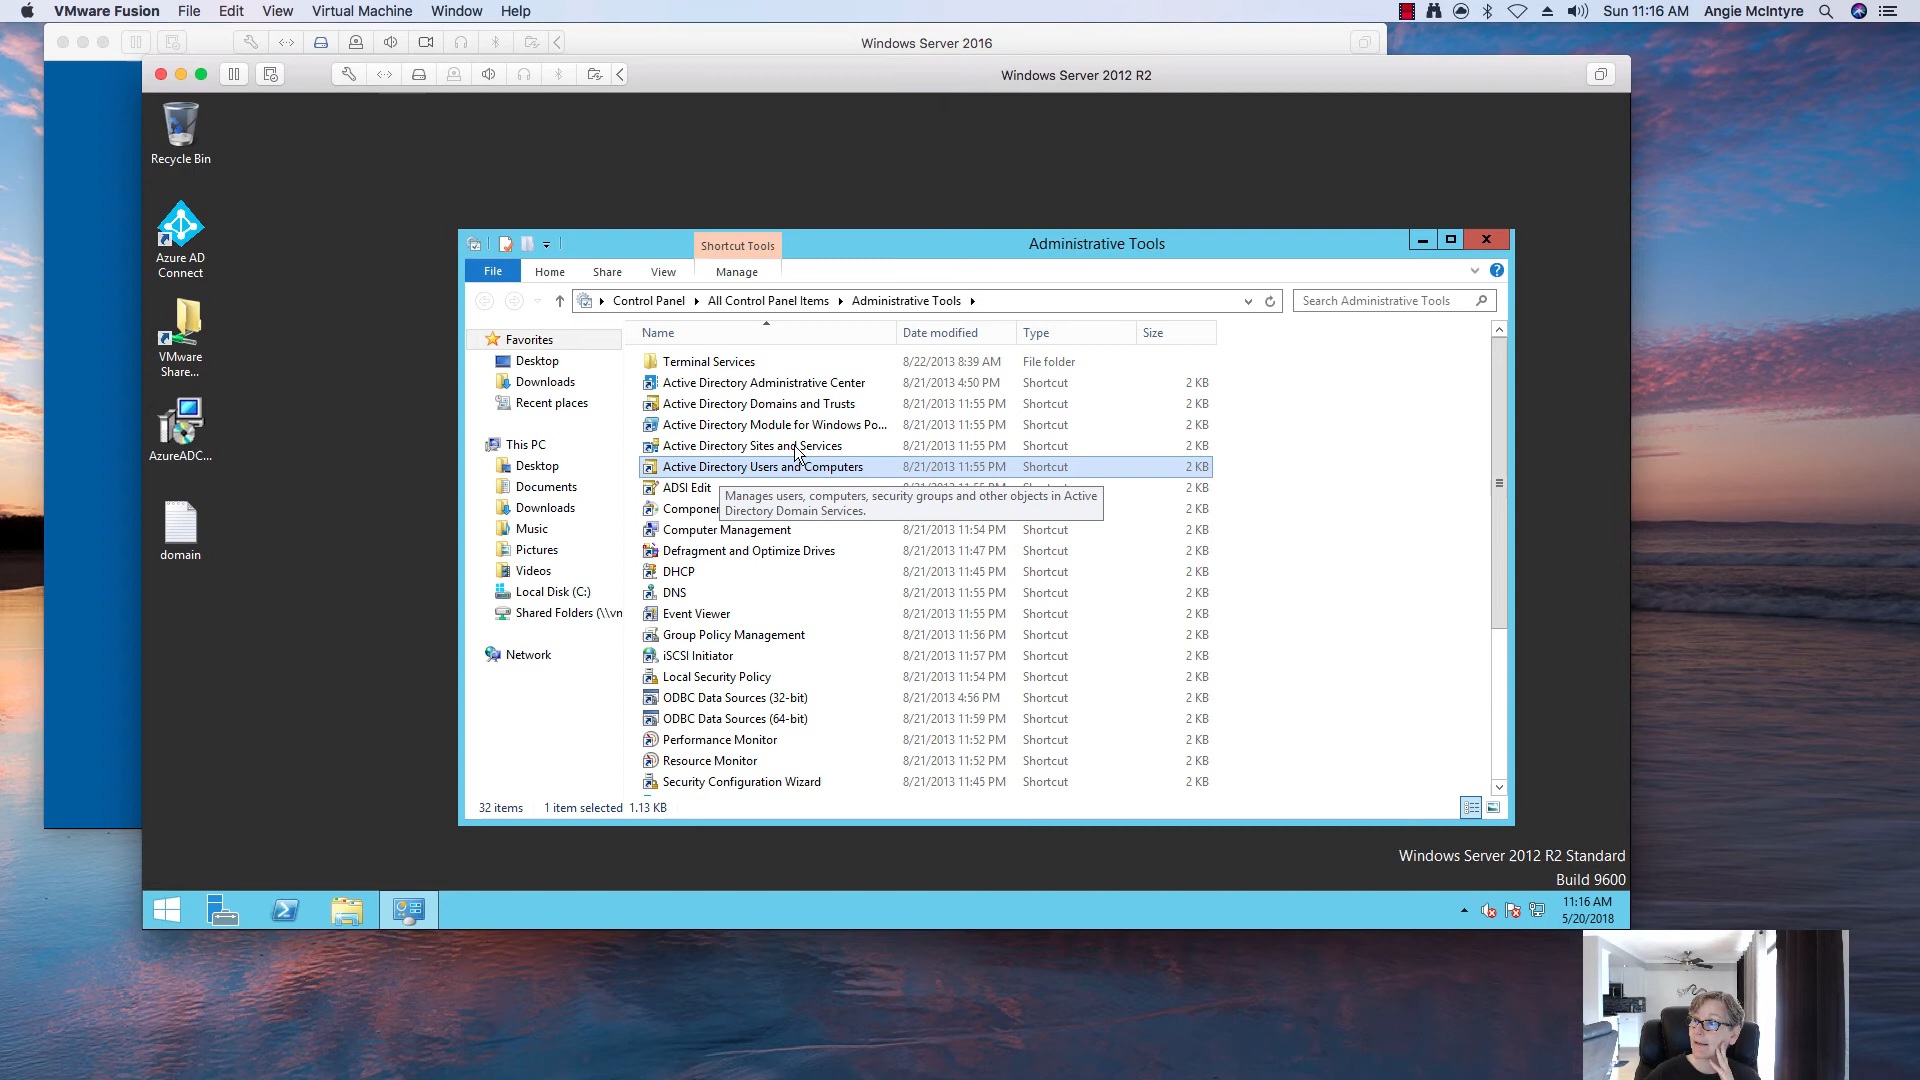 VMware Fusion File Edit View Virtual Machine Window Help Sun 11:16 AM Angie McIntyre
Windows Server 2016
Windows Server 2012 R2
Recycle Bin
Azure AD
Connect
VMware
Share...
AzureADC...
domain
Shortcut Tools
Administrative Tools
File Home Share View Manage
Control Panel All Control Panel Items Administrative Tools
Search Administrative Tools
Favorites
Desktop
Downloads
Recent places
This PC
Desktop
Documents
Downloads
Music
Pictures
Videos
Local Disk (C:)
Shared Folders (\\vn
Network
Name Date modified Type Size
Terminal Services 8/22/2013 8:39 AM File folder
Active Directory Administrative Center 8/21/2013 4:50 PM Shortcut 2 KB
Active Directory Domains and Trusts 8/21/2013 11:55 PM Shortcut 2 KB
Active Directory Module for Windows Po... 8/21/2013 11:55 PM Shortcut 2 KB
Active Directory Sites and Services 8/21/2013 11:55 PM Shortcut 2 KB
Active Directory Users and Computers 8/21/2013 11:55 PM Shortcut 2 KB
ADSI Edit 8/21/2013 11:55 PM Shortcut 2 KB
Manages users, computers, security groups and other objects in Active
Directory Domain Services.
Componen Shortcut 2 KB
Computer Management 8/21/2013 11:54 PM Shortcut 2 KB
Defragment and Optimize Drives 8/21/2013 11:47 PM Shortcut 2 KB
DHCP 8/21/2013 11:45 PM Shortcut 2 KB
DNS 8/21/2013 11:55 PM Shortcut 2 KB
Event Viewer 8/21/2013 11:55 PM Shortcut 2 KB
Group Policy Management 8/21/2013 11:56 PM Shortcut 2 KB
iSCSI Initiator 8/21/2013 11:57 PM Shortcut 2 KB
Local Security Policy 8/21/2013 11:54 PM Shortcut 2 KB
ODBC Data Sources (32-bit) 8/21/2013 4:56 PM Shortcut 2 KB
ODBC Data Sources (64-bit) 8/21/2013 11:59 PM Shortcut 2 KB
Performance Monitor 8/21/2013 11:52 PM Shortcut 2 KB
Resource Monitor 8/21/2013 11:52 PM Shortcut 2 KB
Security Configuration Wizard 8/21/2013 11:45 PM Shortcut 2 KB
32 items 1 item selected 1.13 KB
Windows Server 2012 R2 Standard
Build 9600
11:16 AM
5/20/2018